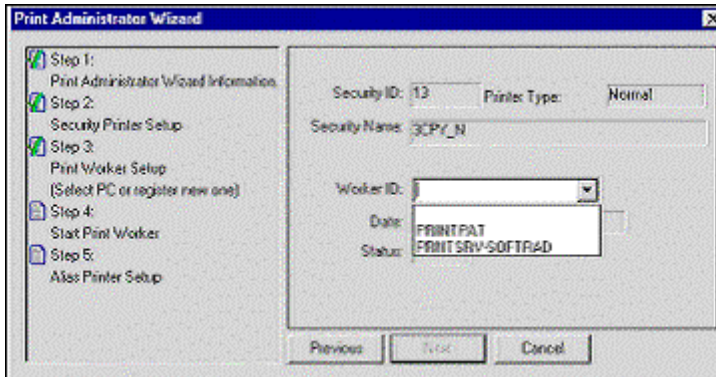 Print Administrator Wizard
Step 1:
Print Administrator Wizard Information
Step 2:
Security Printer Setup
Step 3:
Print Worker Setup
(Select PC or register new one)
Step 4:
Start Print Worker
Step 5:
Alias Printer Setup
Security ID: 13 Printer Type: Normal
Security Name: 3CPY_N
Worker ID:
Date:
PRINTPAT
Status:
PRINTSRV-SOFTRAD
Previous Next Cancel